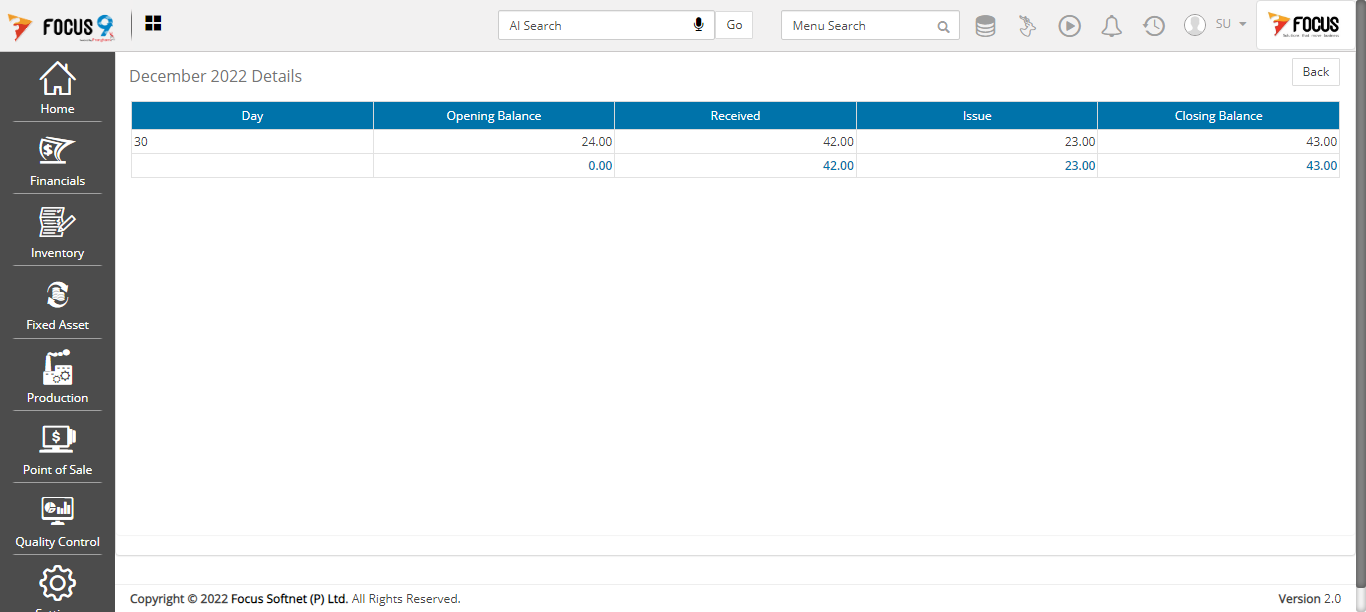 FOCUS 9
AI Search
Go
Menu Search
SU
FOCUS
Home
Financials
Inventory
Fixed Asset
Production
Point of Sale
Quality Control
December 2022 Details
Back
Day Opening Balance Received Issue Closing Balance
30 24.00 42.00 23.00 43.00
0.00 42.00 23.00 43.00
Copyright © 2022 Focus Softnet (P) Ltd. All Rights Reserved.
Version 2.0